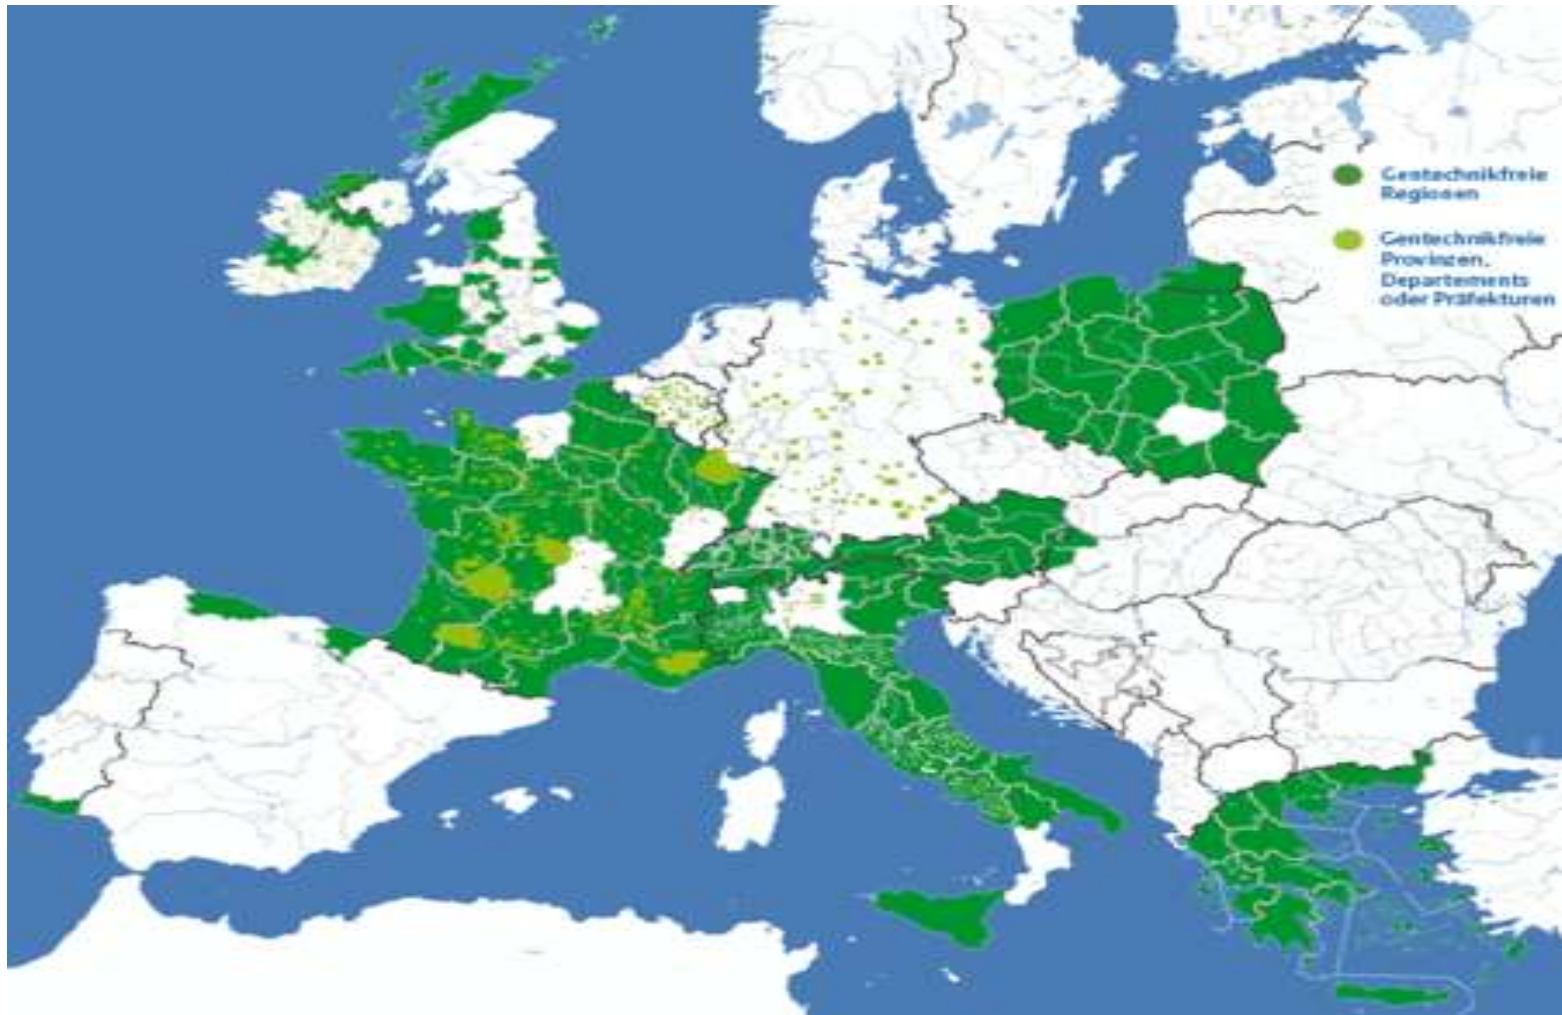 Gentechnikfreie
Regionen
Gentechnikfreie
Provinzen,
Departements
oder Präfekturen